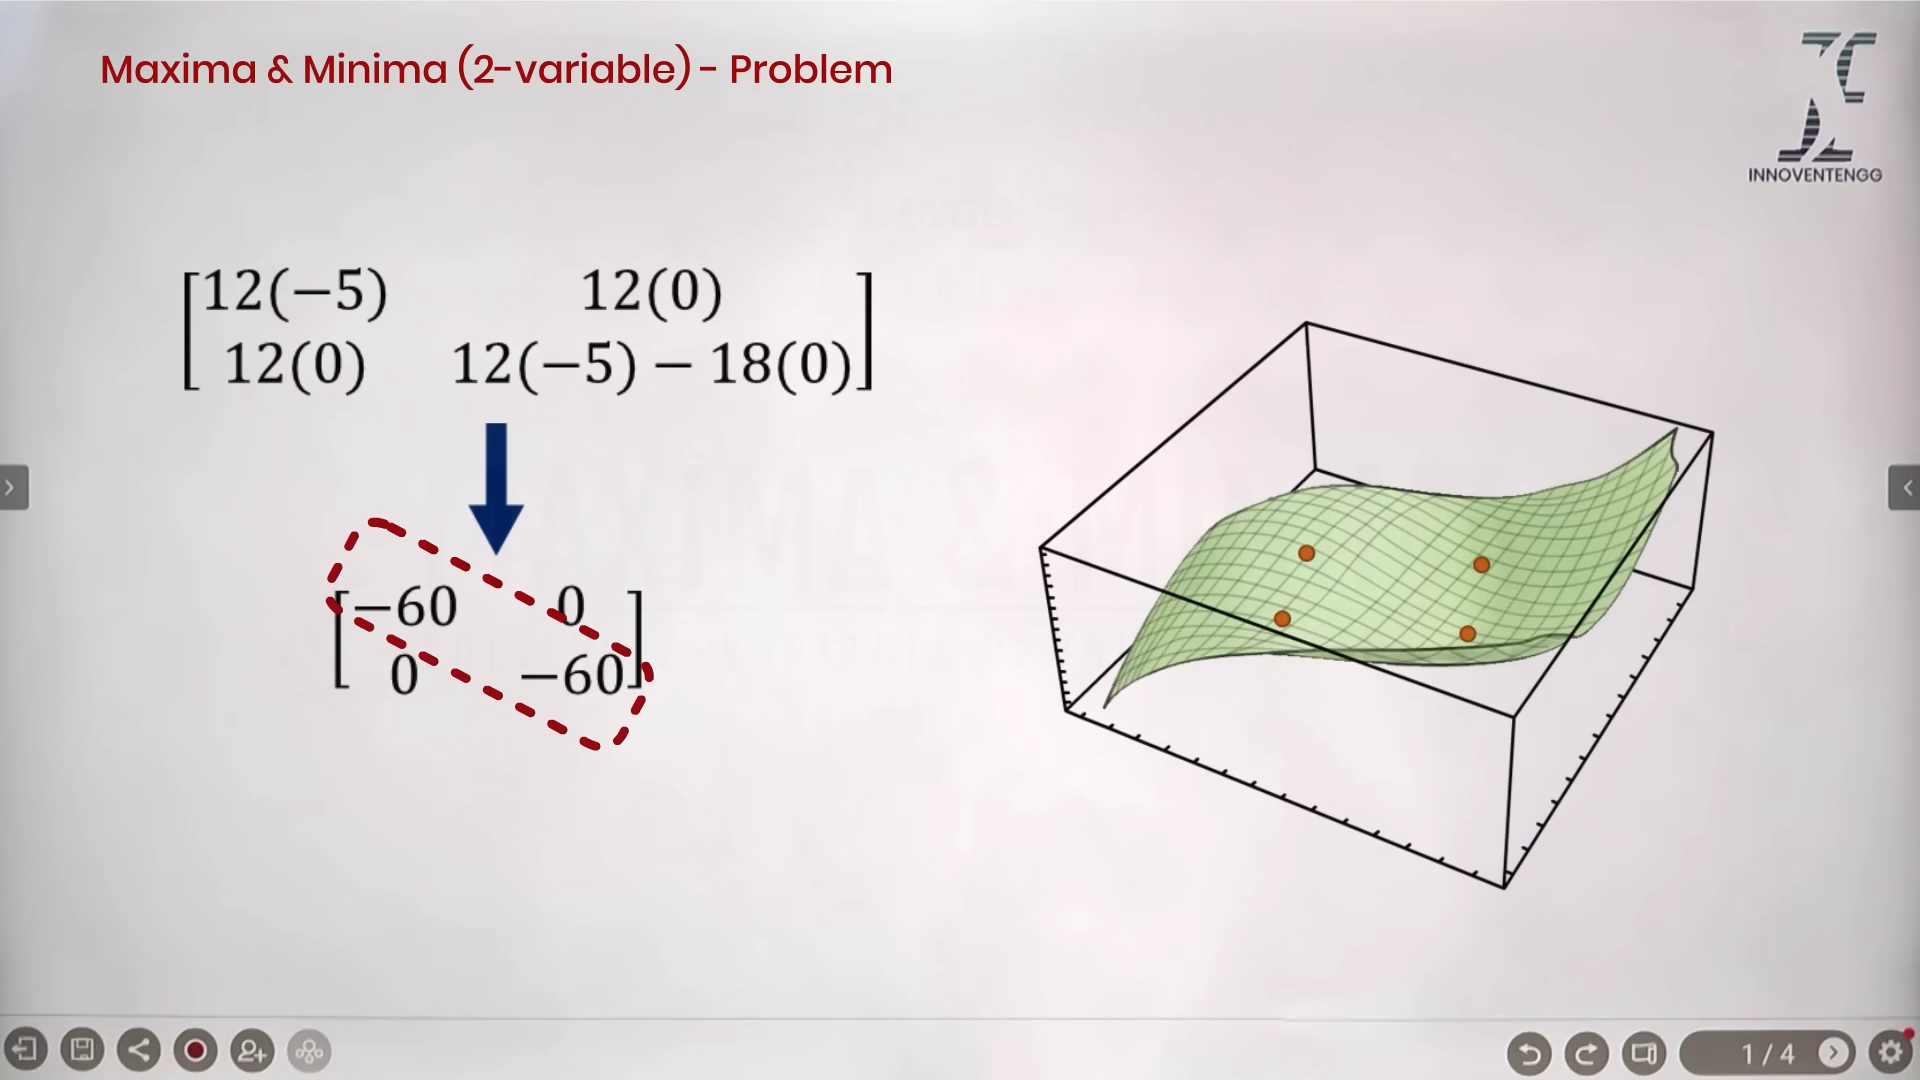 Maxima & Minima (2-variable) - Problem
INNOVENTENGG
12(−5) 12(0)
12(0) 12(−5) − 18(0)
−60 0
0 −60
1 / 4